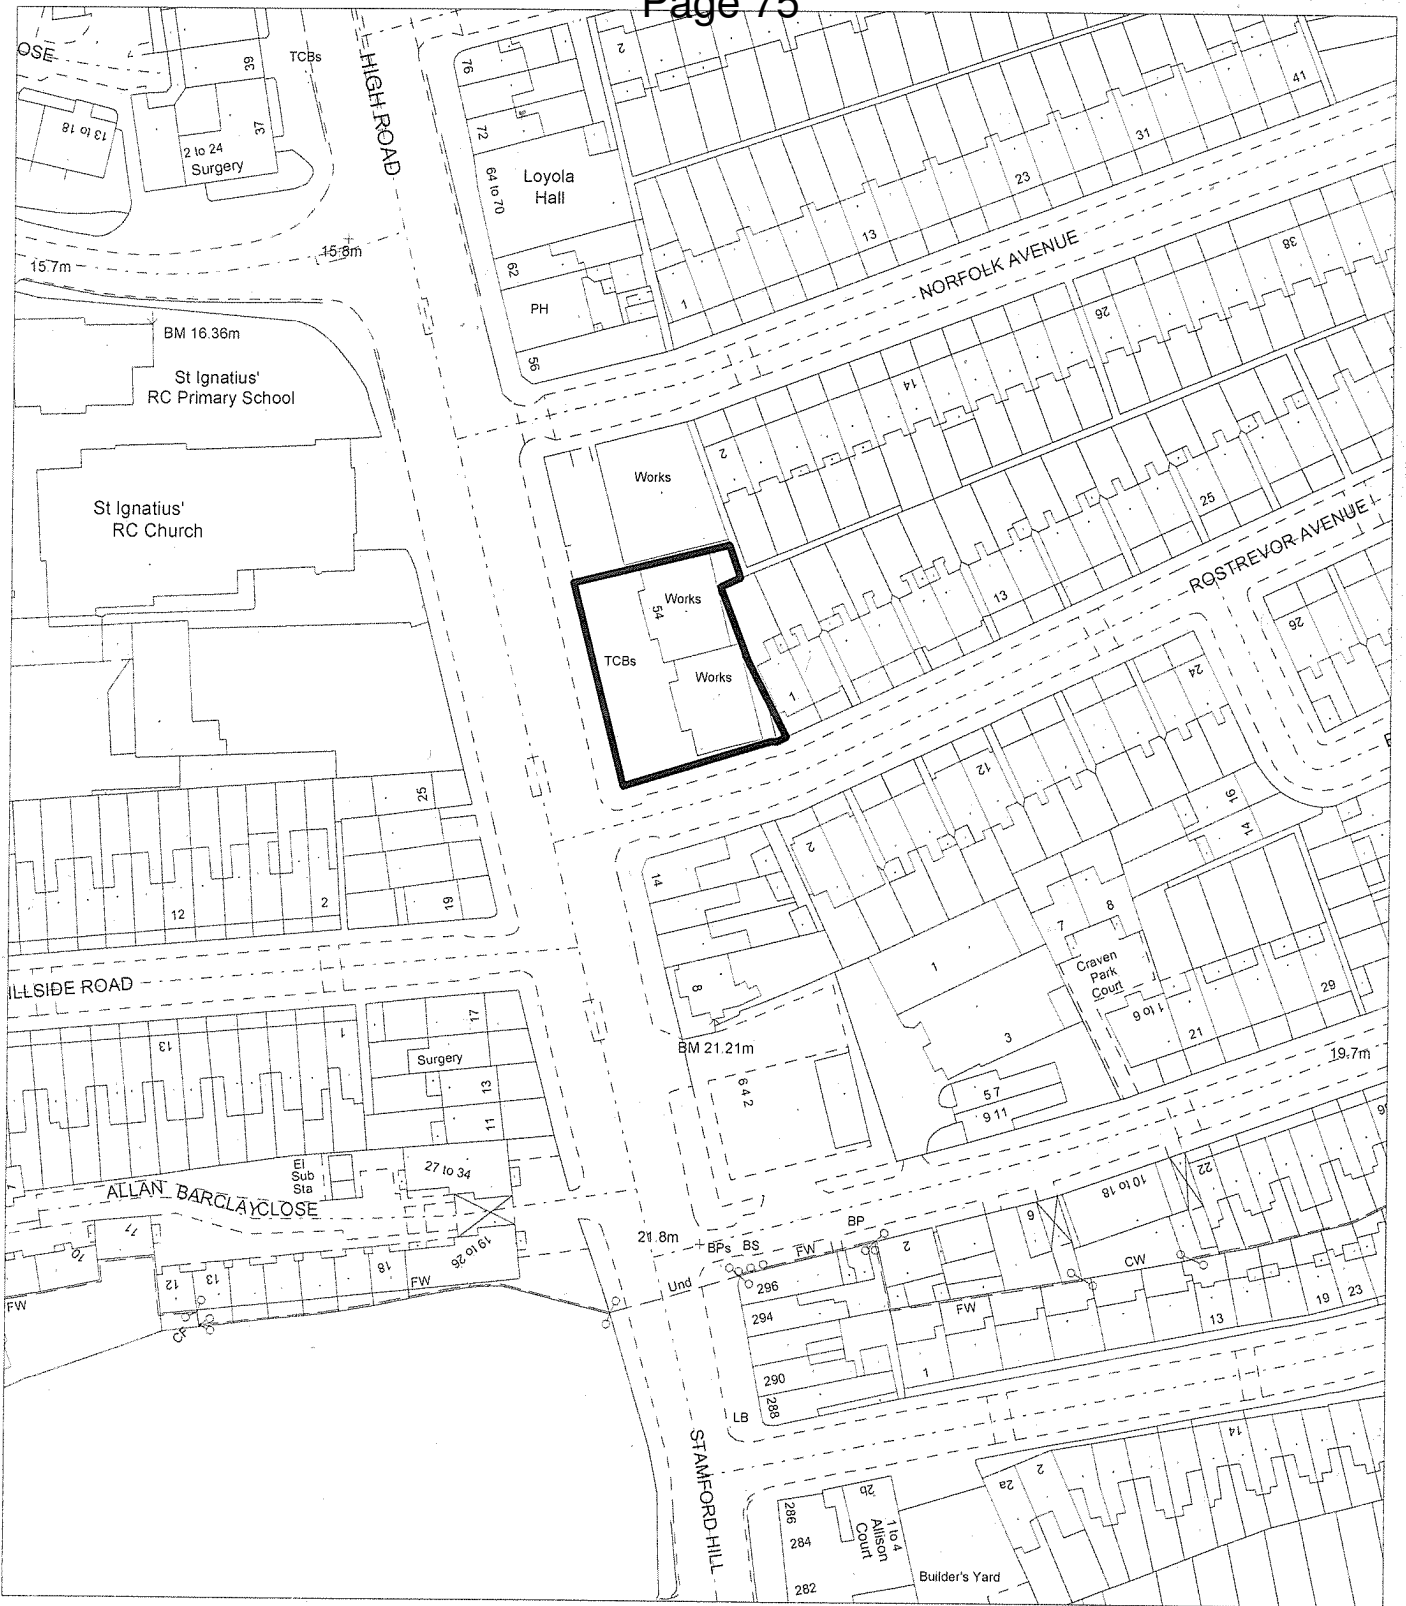 Page 75
OSE
39
TCBs
HIGH ROAD
76
2
41
13 to 18
37
2 to 24
Surgery
72
64 to 70
Loyola
Hall
31
23
13
15.8m
15.7m
62
PH
1
NORFOLK AVENUE
38
26
BM 16.36m
56
St Ignatius'
RC Primary School
14
2
Works
St Ignatius'
RC Church
25
ROSTREVOR AVENUE
Works
54
13
26
TCBs
Works
1
24
12
25
16
14
2
14
12
2
19
8
7
1
Craven
Park
Court
1 to 6
ILLSIDE ROAD
8
29
21
17
13
1
BM 21.21m
3
Surgery
19.7m
13
642
5 7
9 11
11
El
Sub
Sta
27 to 34
22
10 to 18
ALLAN BARCLAY CLOSE
6
BP
21.8m
BPs
BS
FW
2
71
70
19 to 26
18
13
12
FW
Und
CW
296
FW
294
FW
CF
13
19
23
290
1
288
LB
STAMFORD HILL
14
2
2a
2b
286
284
1 to 4
Allison
Court
282
Builder's Yard